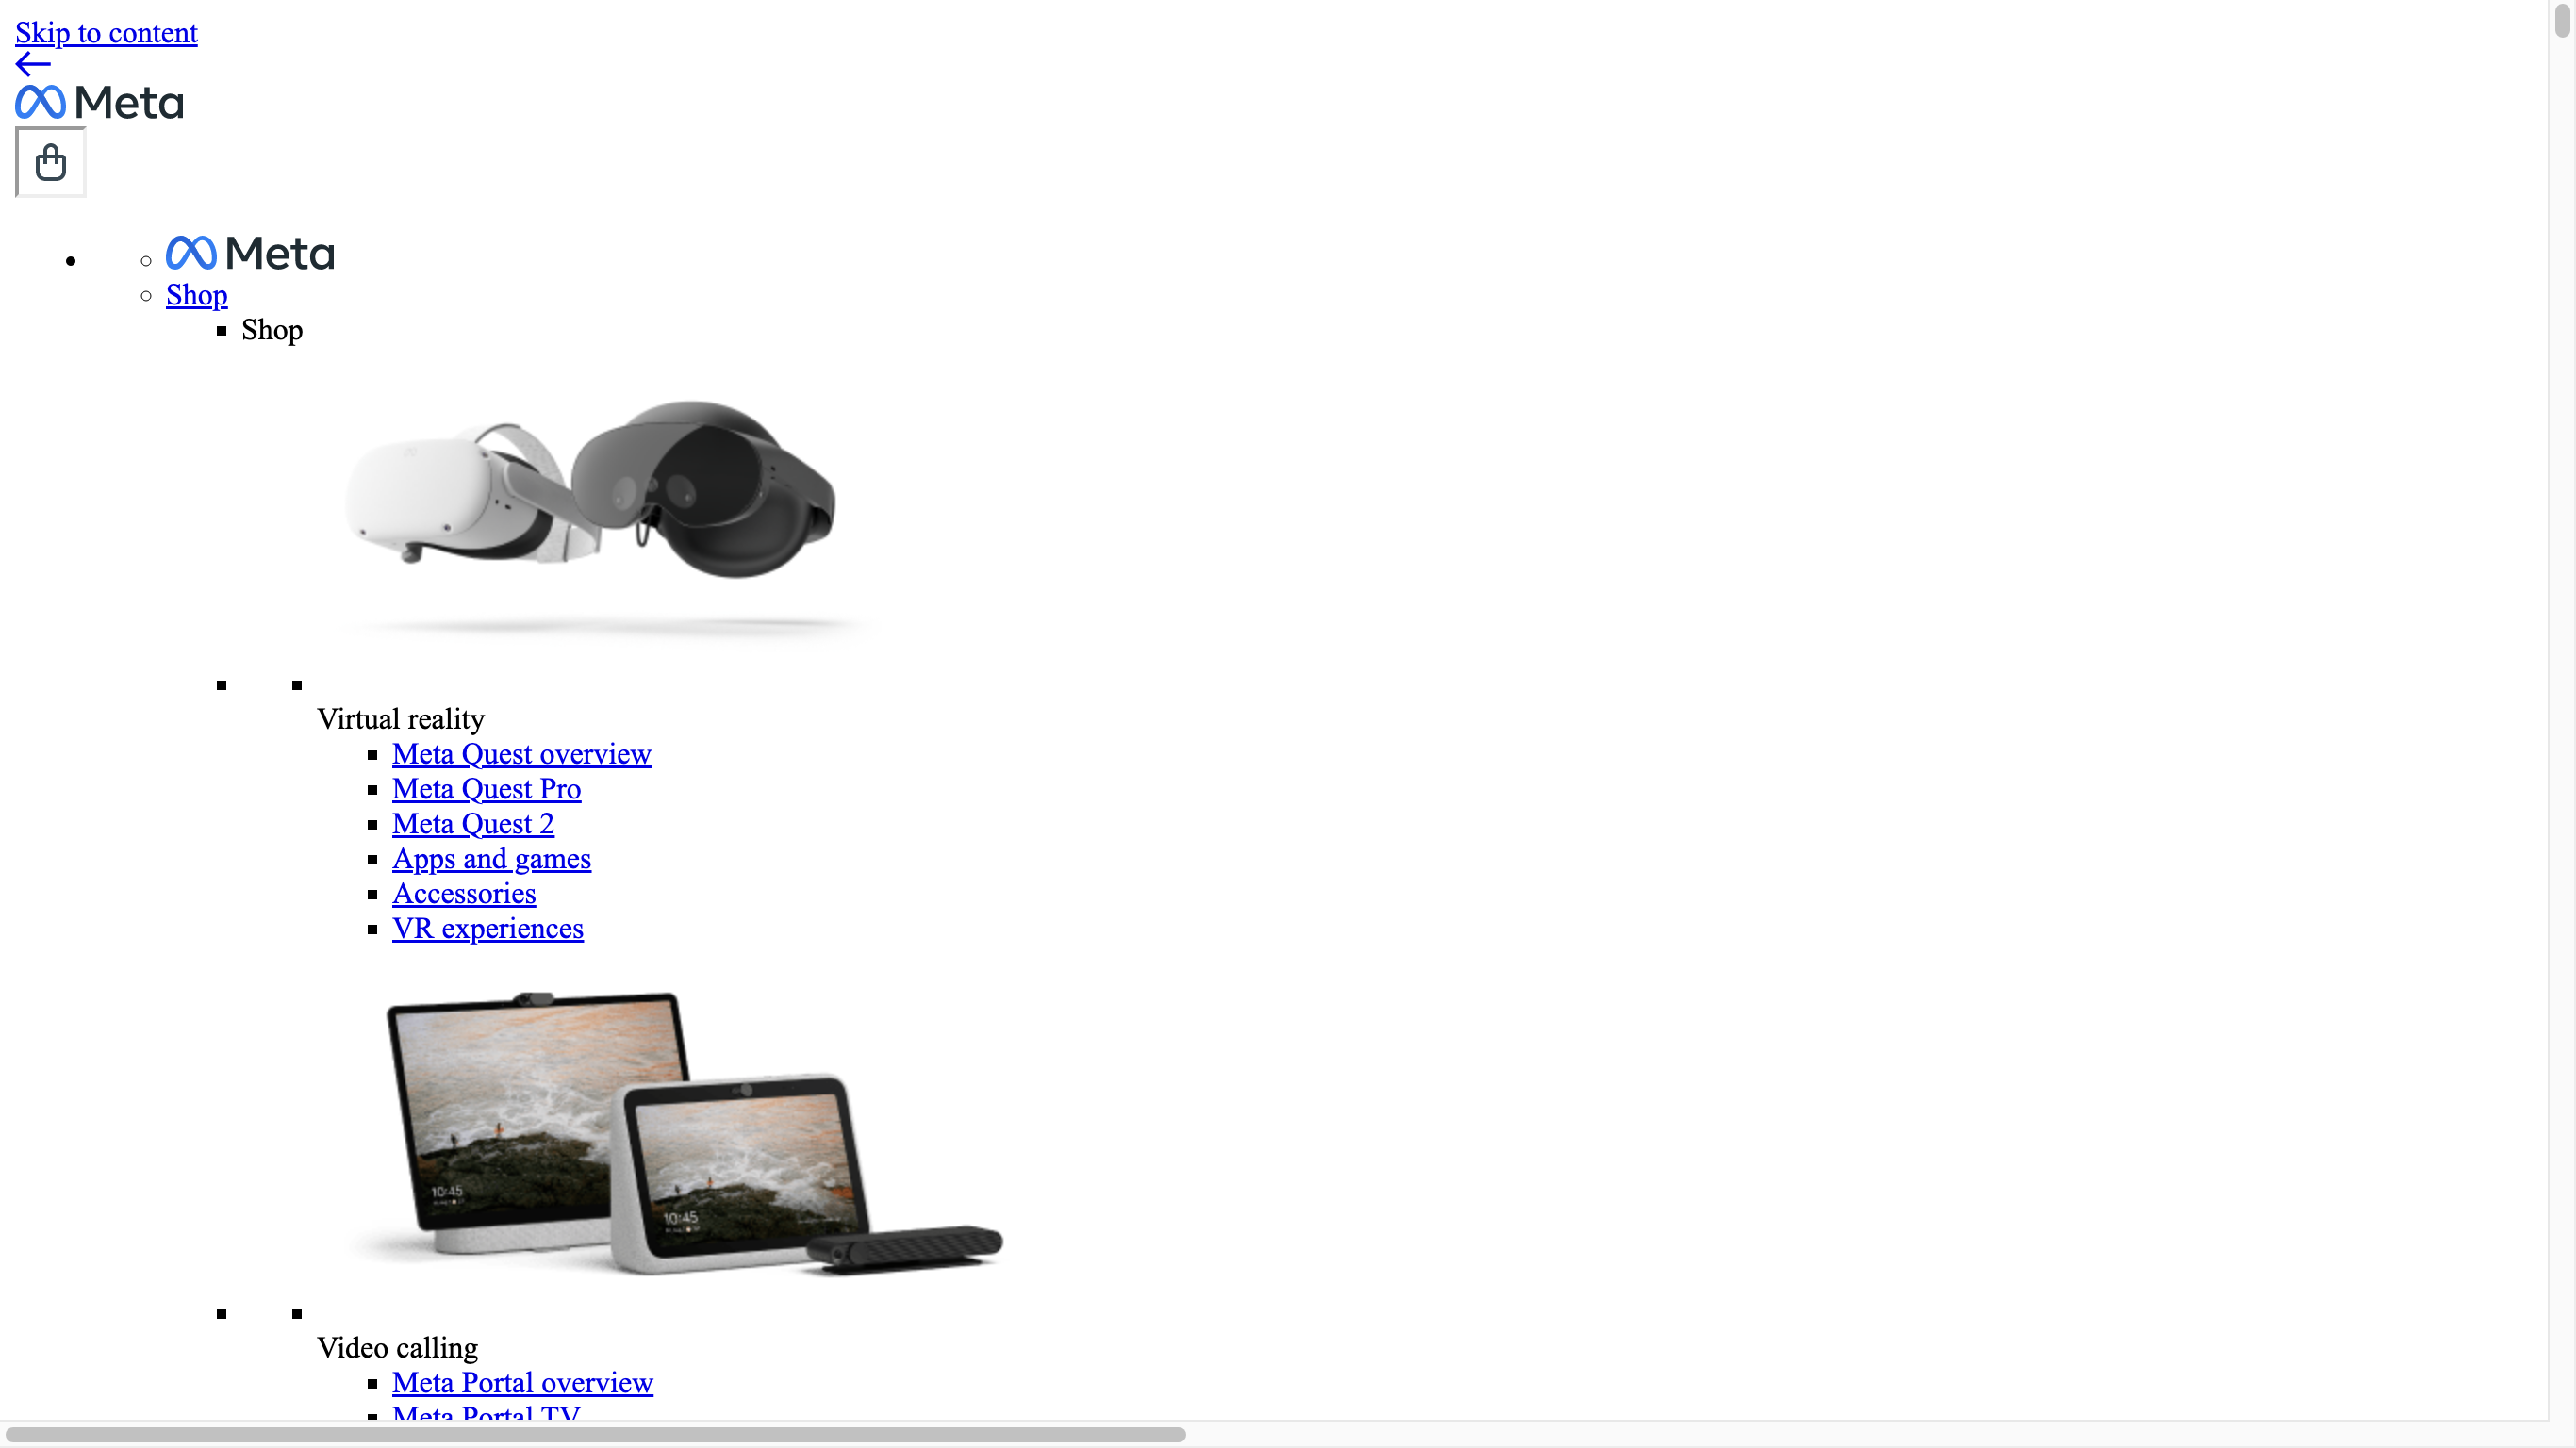 Skip to content
Meta
Meta
Shop
Shop
Virtual reality
Meta Quest overview
Meta Quest Pro
Meta Quest 2
Apps and games
Accessories
VR experiences
10:45
10:45
Video calling
Meta Portal overview
Meta Portal TV